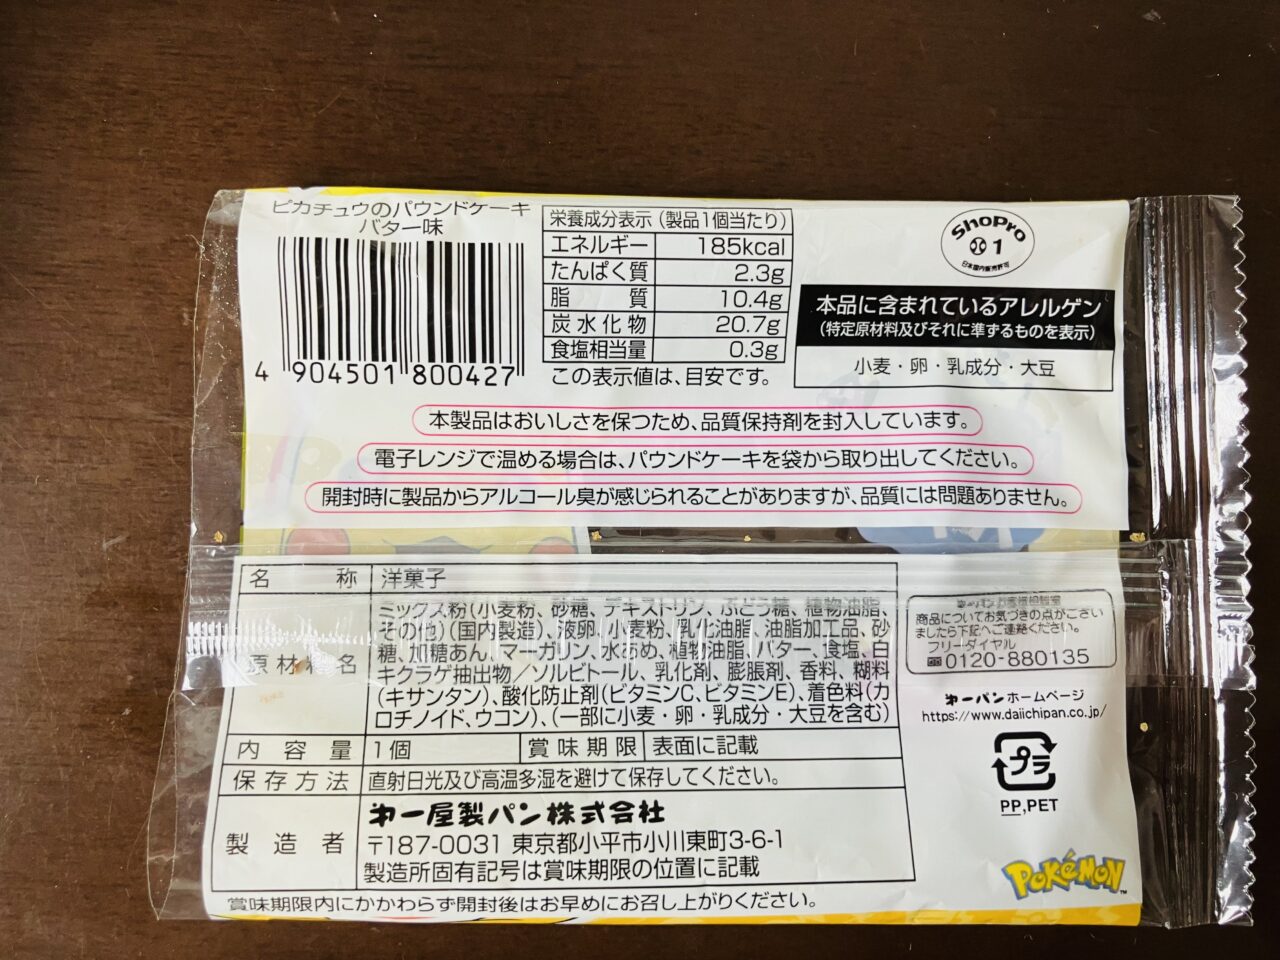 ピカチュウのパウンドケーキ
バター味
4 904501 800427
栄養成分表示(製品1個当たり)
エネルギー 185kcal
たんぱく質 2.3g
脂質 10.4g
炭水化物 20.7g
食塩相当量 0.3g
この表示値は、目安です。
ShoPro
1
日本国内販売許可
本品に含まれているアレルゲン
(特定原材料及びそれに準ずるものを表示)
小麦・卵・乳成分・大豆
本製品はおいしさを保つため、品質保持剤を封入しています。
電子レンジで温める場合は、パウンドケーキを袋から取り出してください。
開封時に製品からアルコール臭が感じられることがありますが、品質には問題ありません。
名称 洋菓子
原材料名
ミックス粉(小麦粉、砂糖、デキストリン、ぶどう糖、植物油脂、
その他)(国内製造)、液卵、小麦粉、乳化油脂、油脂加工品、砂
糖、加糖あん、マーガリン、水あめ、植物油脂、バター、食塩、白
キクラゲ抽出物/ソルビトール、乳化剤、膨脹剤、香料、糊料
(キサンタン)、酸化防止剤(ビタミンC、ビタミンE)、着色料(カ
ロチノイド、ウコン)、(一部に小麦・卵・乳成分・大豆を含む)
内容量 1個 賞味期限 表面に記載
保存方法 直射日光及び高温多湿を避けて保存してください。
製造者
第一屋製パン株式会社
〒187-0031 東京都小平市小川東町3-6-1
製造所固有記号は賞味期限の位置に記載
賞味期限内にかかわらず開封後はお早めにお召し上がりください。
第一パンお客様相談室
商品についてお気づきの点がござい
ましたら下記へご連絡ください。
フリーダイヤル
0120-880135
第一パンホームページ
https://www.daiichipan.co.jp/
プラ
PP,PET
POKéMON
™